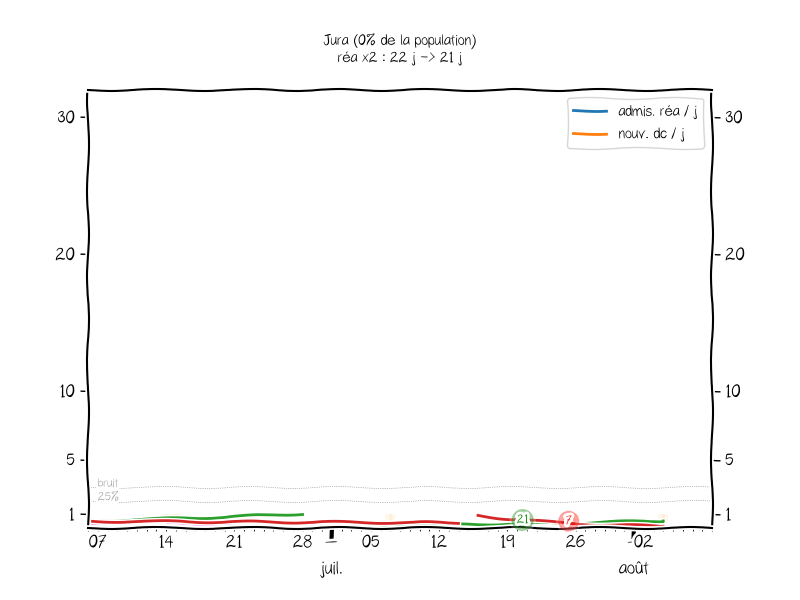 Jura (0% de la population)
réa x2 : 22 j -> 21 j
admis. réa / j
nouv. dc / j
30
30
20
20
10
10
5
5
bruit
25%
1
1
21
7
07 14 21 28 05 12 19 26 02
juil. août